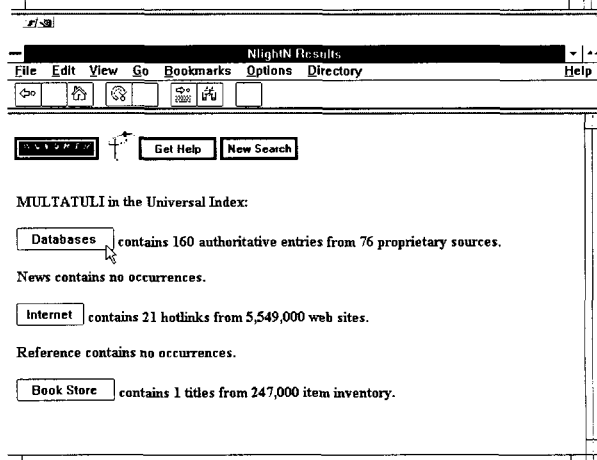 NlightN Results
File Edit View Go Bookmarks Options Directory Help
Get Help New Search
MULTATULI in the Universal Index:
Databases contains 160 authoritative entries from 76 proprietary sources.
News contains no occurrences.
Internet contains 21 hotlinks from 5,549,000 web sites.
Reference contains no occurrences.
Book Store contains 1 titles from 247,000 item inventory.